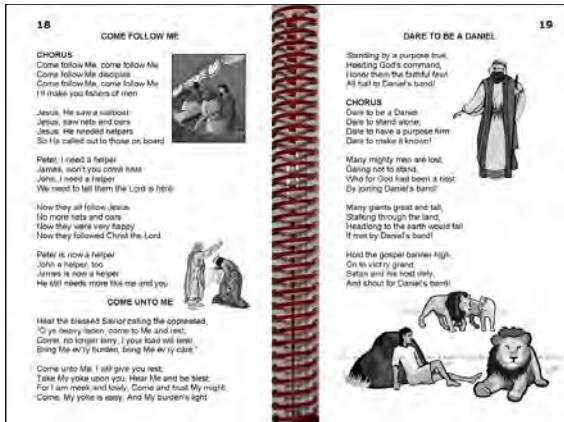 18
COME FOLLOW ME
CHORUS
Come follow Me, come follow Me
Come follow Me disciples
Come follow Me, come follow Me
I'll make you fishers of men
Jesus, He saw a sailboat
Jesus, saw nets and oars
Jesus, He needed helpers
So He called out to those on board
Peter, I need a helper
James, won't you come here
John, I need a helper
We need to tell them the Lord is here
Now they all follow Jesus
No more nets and oars
Now they were very happy
Now they followed Christ the Lord
Peter is now a helper
John a helper, too
James is now a helper
He still needs more like me and you
COME UNTO ME
Hear the blessed Savior calling the oppressed,
"O ye heavy laden, come to Me and rest;
Come, no longer tarry, I your load will bear,
Bring Me ev'ry burden, bring Me ev'ry care."
Come unto Me, I will give you rest;
Take My yoke upon you, Hear Me and be blest;
For I am meek and lowly, Come and trust My might;
Come, My yoke is easy, And My burden's light.
19
DARE TO BE A DANIEL
Standing by a purpose true,
Heeding God's command,
Honor them the faithful few!
All hail to Daniel's band!
CHORUS
Dare to be a Daniel
Dare to stand alone;
Dare to have a purpose firm
Dare to make it known!
Many mighty men are lost,
Daring not to stand,
Who for God had been a host
By joining Daniel's band!
Many giants great and tall,
Stalking through the land,
Headlong to the earth would fall
If met by Daniel's band!
Hold the gospel banner high,
On to vict'ry grand;
Satan and his host defy,
And shout for Daniel's band!